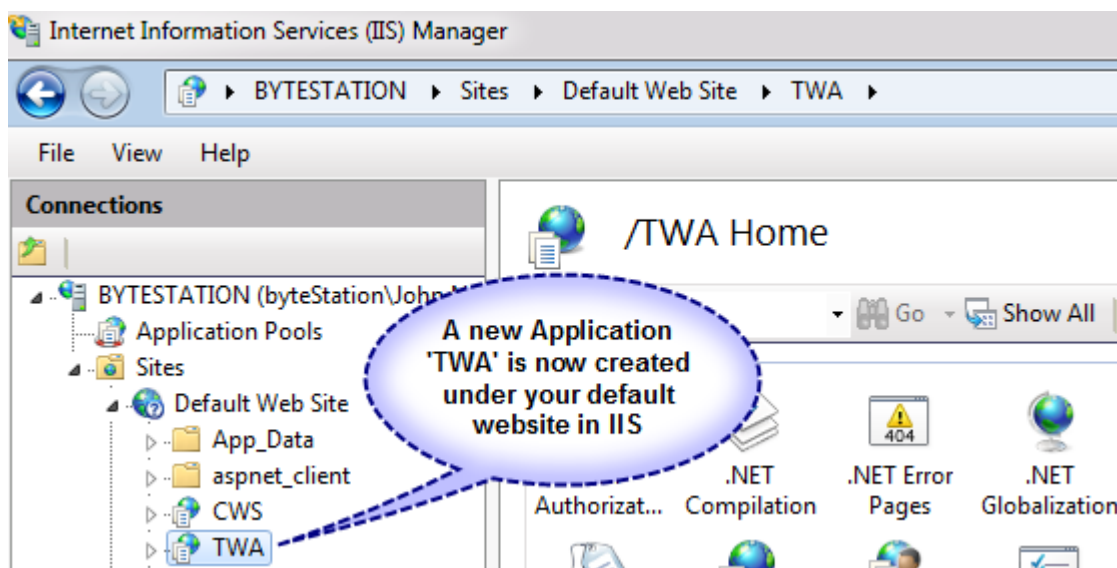 Internet Information Services (IIS) Manager
BYTESTATION Sites Default Web Site TWA
File View Help
Connections
/TWA Home
BYTESTATION (byteStation\John
Application Pools
Sites
Default Web Site
App_Data
aspnet_client
CWS
TWA
A new Application
'TWA' is now created
under your default
website in IIS
Go Show All
404
.NET
Authorizat... Compilation
.NET Error
Pages
.NET
Globalization